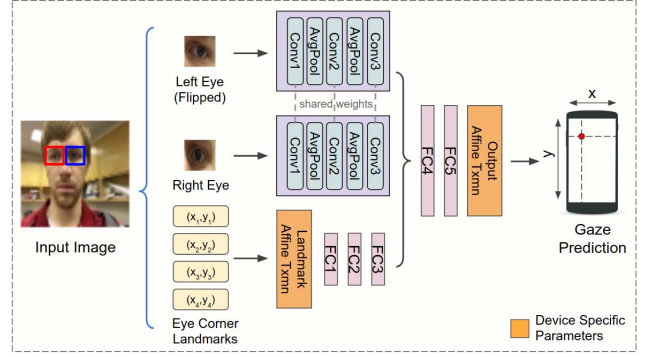 Input Image
Left Eye
(Flipped)
Right Eye
(x1,y1)
(x2,y2)
(x3,y3)
(x4,y4)
Eye Corner
Landmarks
Conv1
AvgPool
Conv2
AvgPool
Conv3
shared weights
Conv1
AvgPool
Conv2
AvgPool
Conv3
Landmark
Affine Txmn
FC1
FC2
FC3
FC4
FC5
Output
Affine Txmn
x
y
Gaze
Prediction
Device Specific
Parameters